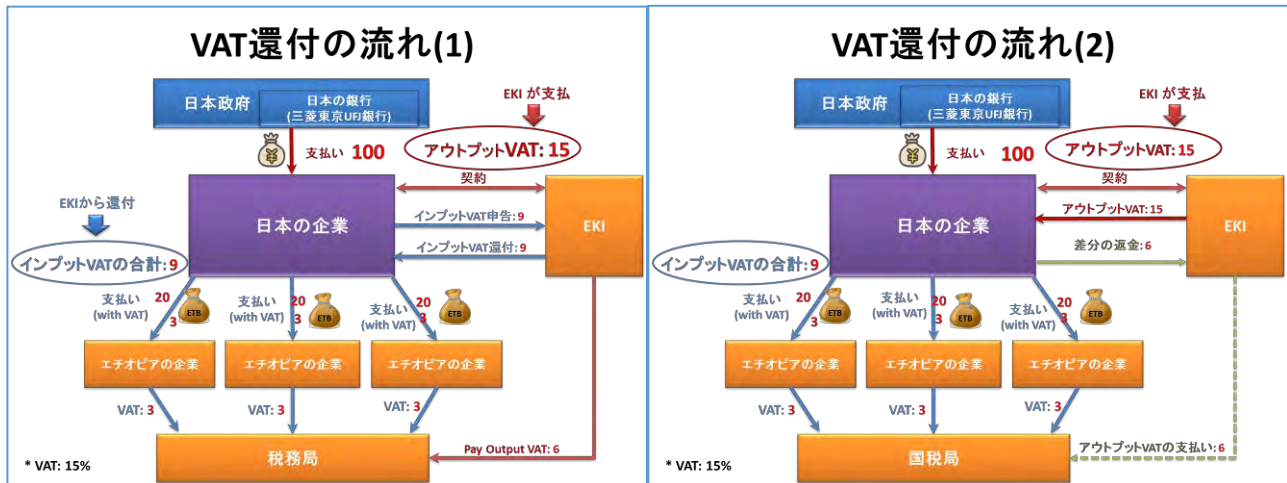 VAT還付の流れ(1)
日本政府
日本の銀行
(三菱東京UFJ銀行)
EKI が支払
¥
支払い 100
アウトプットVAT: 15
契約
EKIから還付
日本の企業
インプットVAT申告: 9
EKI
インプットVAT還付: 9
インプットVATの合計: 9
支払い 20
(with VAT) 3
ETB
支払い 20
(with VAT) 3
ETB
支払い 20
(with VAT) 3
ETB
エチオピアの企業
エチオピアの企業
エチオピアの企業
VAT: 3
VAT: 3
VAT: 3
税務局
Pay Output VAT: 6
* VAT: 15%
VAT還付の流れ(2)
日本政府
日本の銀行
(三菱東京UFJ銀行)
EKI が支払
¥
支払い 100
アウトプットVAT: 15
契約
日本の企業
アウトプットVAT: 15
EKI
差分の返金: 6
インプットVATの合計: 9
支払い 20
(with VAT) 3
ETB
支払い 20
(with VAT) 3
ETB
支払い 20
(with VAT) 3
ETB
エチオピアの企業
エチオピアの企業
エチオピアの企業
VAT: 3
VAT: 3
VAT: 3
国税局
アウトプットVATの支払い: 6
* VAT: 15%